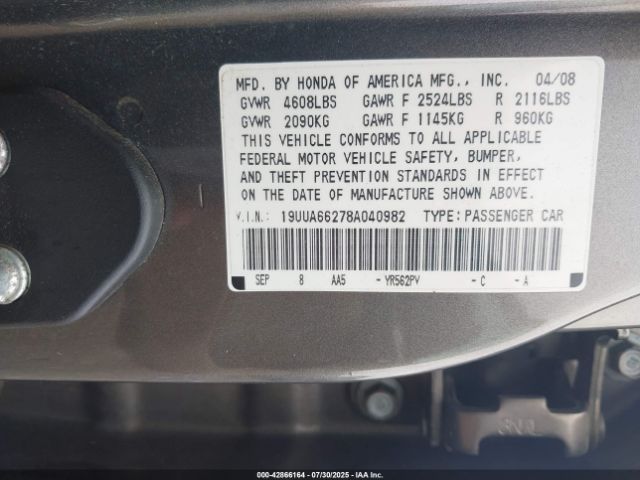 MFD. BY HONDA OF AMERICA MFG., INC. 04/08
GVWR 4608LBS GAWR F 2524LBS R 2116LBS
GVWR 2090KG GAWR F 1145KG R 960KG
THIS VEHICLE CONFORMS TO ALL APPLICABLE
FEDERAL MOTOR VEHICLE SAFETY, BUMPER,
AND THEFT PREVENTION STANDARDS IN EFFECT
ON THE DATE OF MANUFACTURE SHOWN ABOVE.
V.I.N.: 19UUA66278A040982 TYPE: PASSENGER CAR
SEP 8 AA5 -YR562PV -C -A
000-42866164 | 07/30/2025 | IAA Inc.